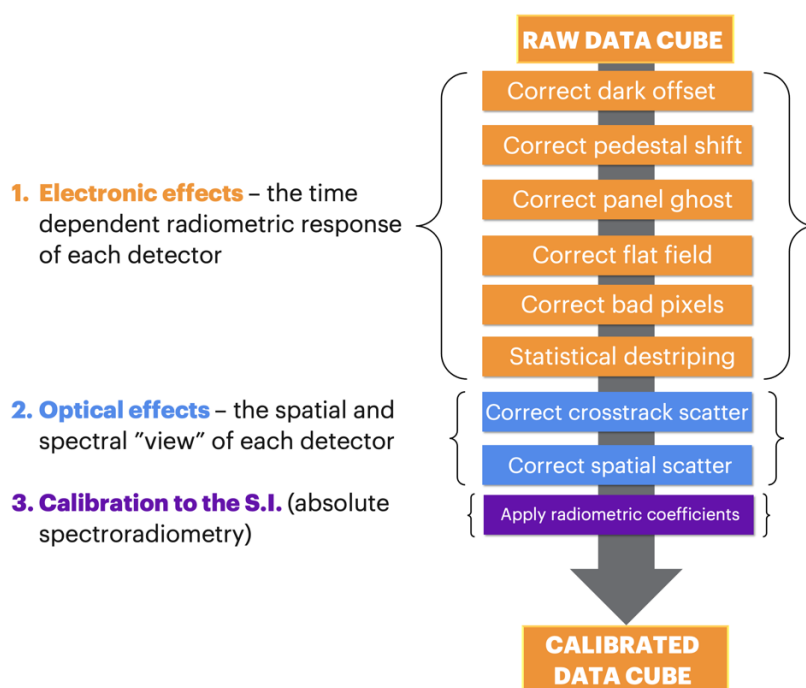 RAW DATA CUBE
Correct dark offset
Correct pedestal shift
Correct panel ghost
Correct flat field
Correct bad pixels
Statistical destriping
1. Electronic effects – the time
dependent radiometric response
of each detector
Correct crosstrack scatter
Correct spatial scatter
2. Optical effects – the spatial and
spectral ”view” of each detector
Apply radiometric coefficients
3. Calibration to the S.I. (absolute
spectroradiometry)
CALIBRATED
DATA CUBE